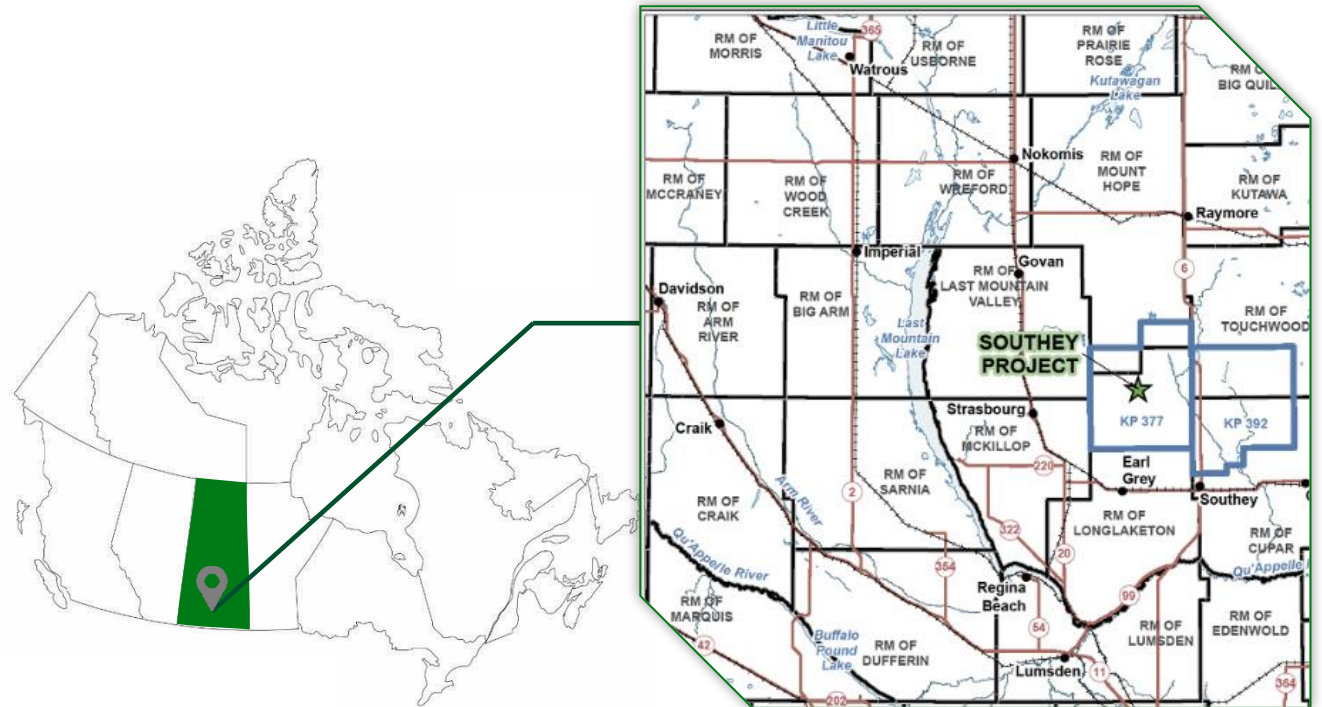 RM OF
MORRIS
Little
Manitou
Lake
365
Watrous
RM OF
USBORNE
RM OF
PRAIRIE
ROSE
Kutawagan
Lake
BIG
RM OF
MCCRANEY
RM OF
WOOD
CREEK
RM OF
WREFORD
Nokomis
RM OF
MOUNT
HOPE
RM OF
KUTAWA
Raymore
Imperial
6
Davidson
RM OF
ARM
RIVER
RM OF
BIG ARM
RM OF
LAST MOUNTAIN
VALLEY
Govan
Last
Mountain
Lake
SOUTHEY
PROJECT
RM OF
TOUCHWOOD
KP 377
KP 392
Strasbourg
RM OF
MCKILLOP
Craik
220
Earl
Grey
Southey
RM OF
SARNIA
2
RM OF
CRAIK
Arm River
322
RM OF
LONGLAKETON
20
RM OF
CUPAR
Qu'Appelle
Qu'Appelle River
354
Regina
Beach
99
RM OF
MARQUIS
42
Buffalo
Pound
Lake
RM OF
DUFFERIN
54
Lumsden
11
RM OF
LUMSDEN
RM OF
EDENWOLD
364
202